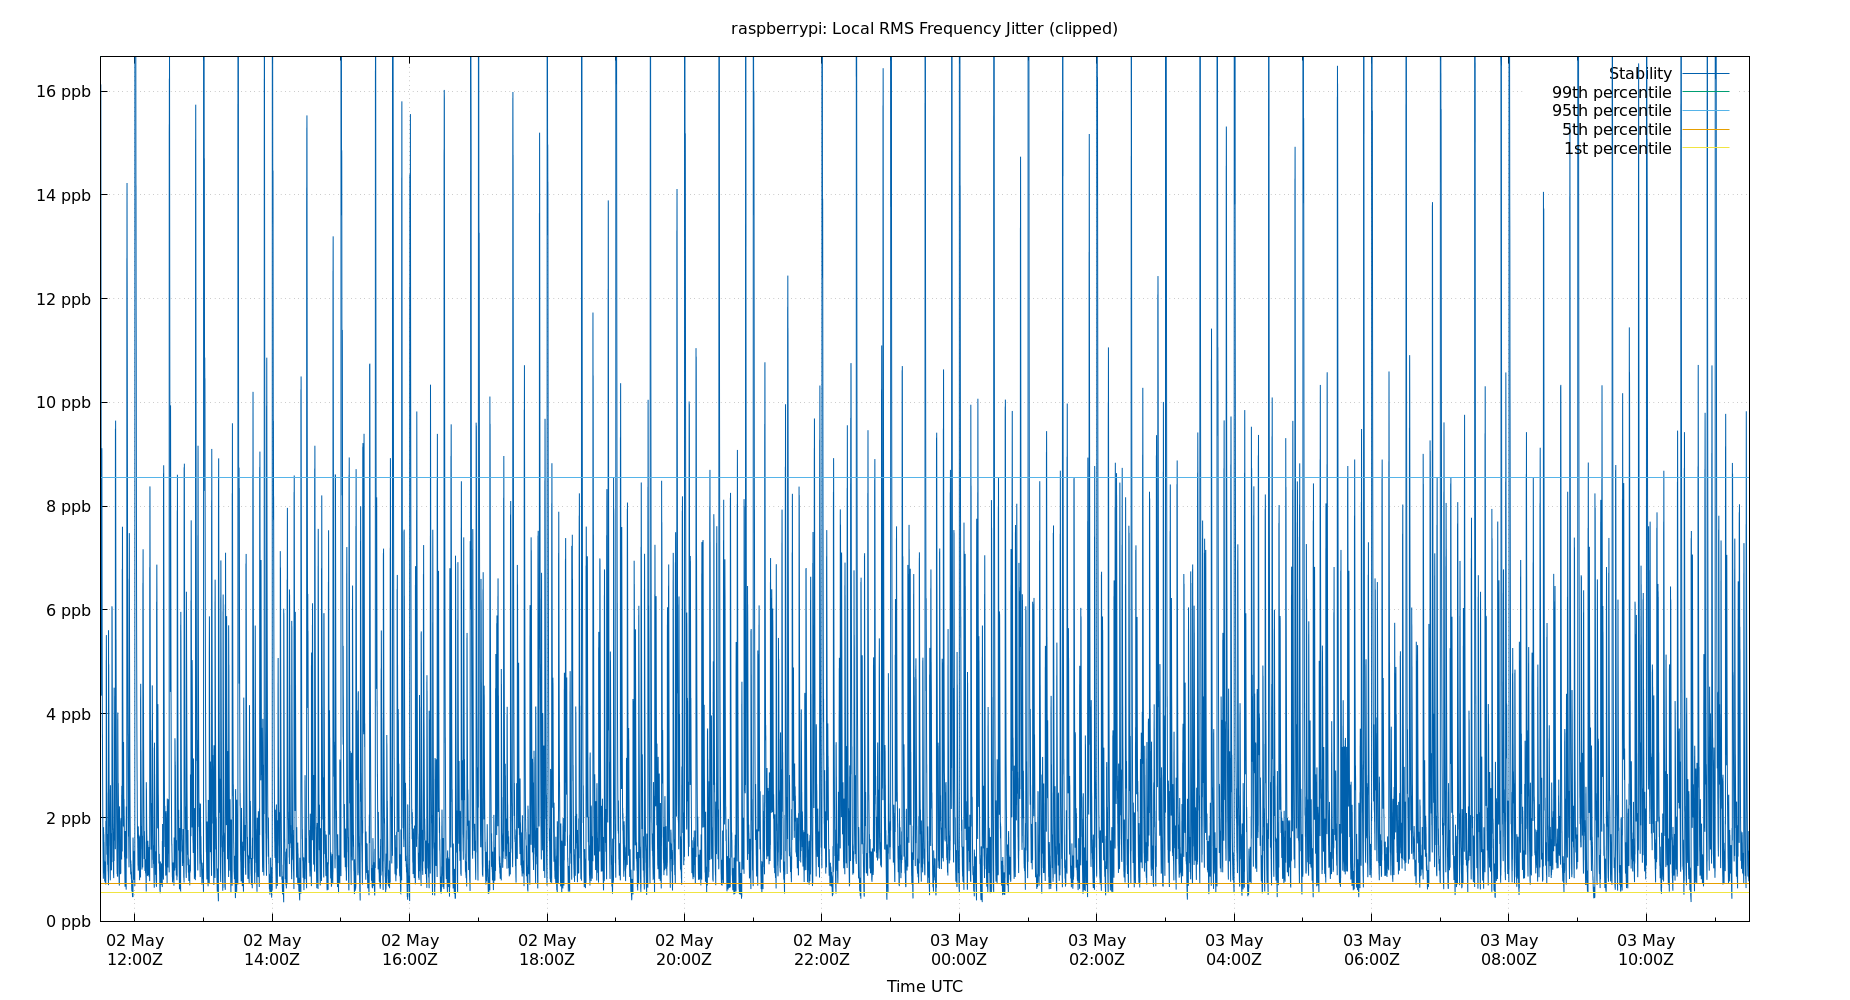 raspberrypi: Local RMS Frequency Jitter (clipped)
16 ppb
14 ppb
12 ppb
10 ppb
8 ppb
6 ppb
4 ppb
2 ppb
0 ppb
Stability
99th percentile
95th percentile
5th percentile
1st percentile
02 May 02 May 02 May 02 May 02 May 02 May 03 May 03 May 03 May 03 May 03 May 03 May
12:00Z 14:00Z 16:00Z 18:00Z 20:00Z 22:00Z 00:00Z 02:00Z 04:00Z 06:00Z 08:00Z 10:00Z
Time UTC